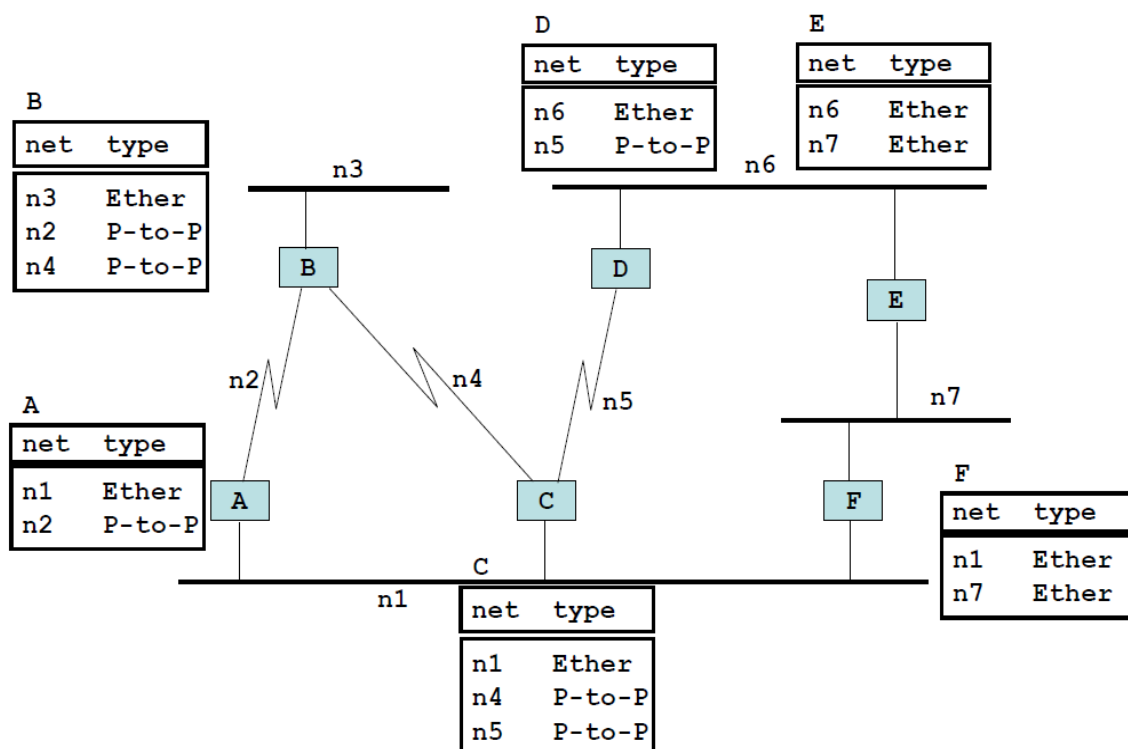 D
net type
n6 Ether
n5 P-to-P
E
net type
n6 Ether
n7 Ether
B
net type
n3 Ether
n2 P-to-P
n4 P-to-P
n3
n6
B
D
E
n2
n4
n5
n7
A
net type
n1 Ether
n2 P-to-P
A
C
F
F
net type
n1 Ether
n7 Ether
n1
C
net type
n1 Ether
n4 P-to-P
n5 P-to-P